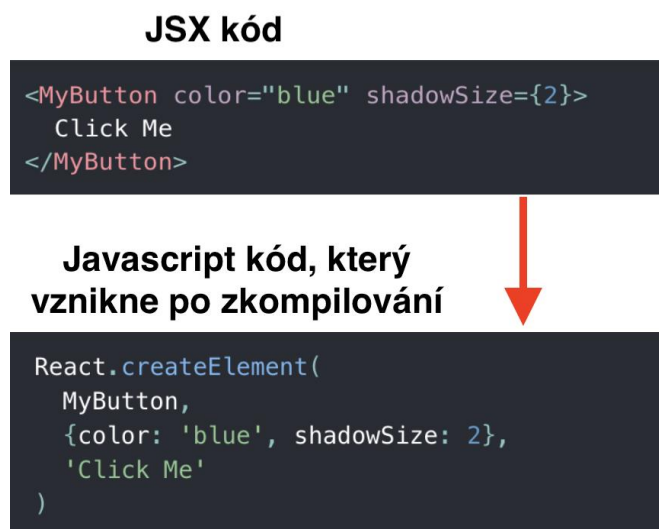 JSX kód
<MyButton color="blue" shadowSize={2}>
Click Me
</MyButton>
Javascript kód, který
vznikne po zkompilování
React.createElement(
MyButton,
{color: 'blue', shadowSize: 2},
'Click Me'
)